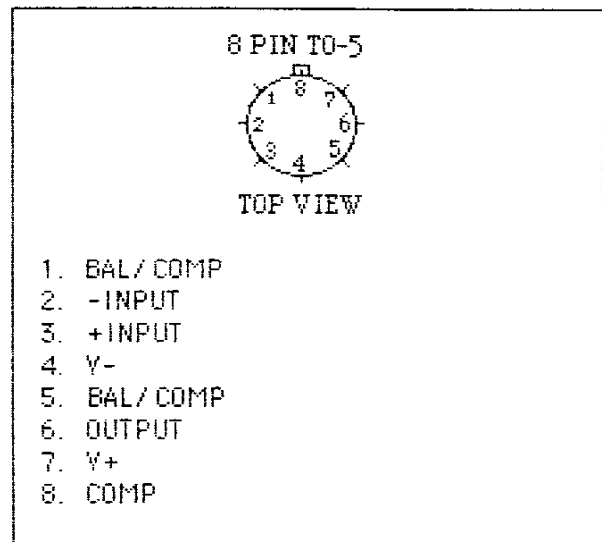 8 PIN TO-5
8
1 7
2 6
3 5
4
TOP VIEW
1. BAL/COMP
2. -INPUT
3. +INPUT
4. V-
5. BAL/COMP
6. OUTPUT
7. V+
8. COMP